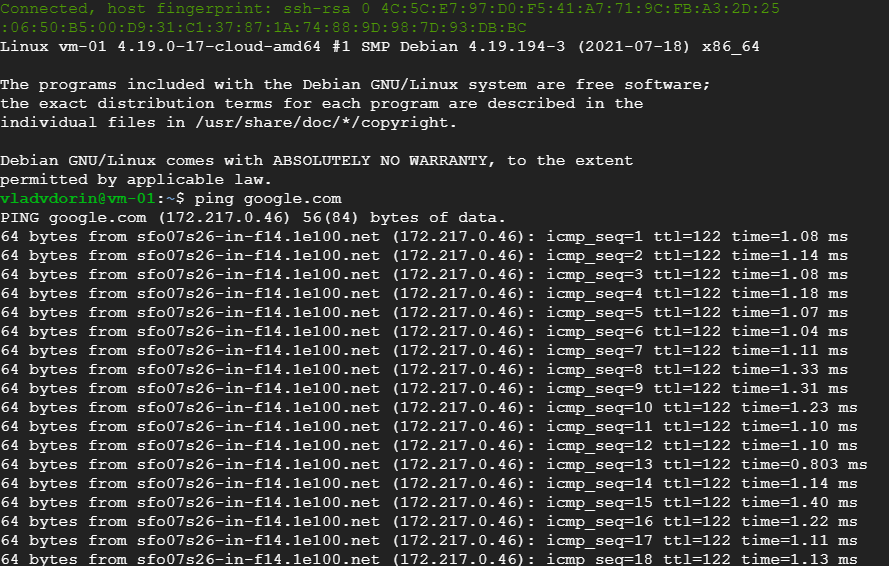 Connected, host fingerprint: ssh-rsa 0 4C:5C:E7:97:D0:F5:41:A7:71:9C:FB:A3:2D:25
:06:50:B5:00:D9:31:C1:37:87:1A:74:88:9D:98:7D:93:DB:BC
Linux vm-01 4.19.0-17-cloud-amd64 #1 SMP Debian 4.19.194-3 (2021-07-18) x86_64
The programs included with the Debian GNU/Linux system are free software;
the exact distribution terms for each program are described in the
individual files in /usr/share/doc/*/copyright.
Debian GNU/Linux comes with ABSOLUTELY NO WARRANTY, to the extent
permitted by applicable law.
vladvdorin@vm-01:~$ ping google.com
PING google.com (172.217.0.46) 56(84) bytes of data.
64 bytes from sfo07s26-in-f14.1e100.net (172.217.0.46): icmp_seq=1 ttl=122 time=1.08 ms
64 bytes from sfo07s26-in-f14.1e100.net (172.217.0.46): icmp_seq=2 ttl=122 time=1.14 ms
64 bytes from sfo07s26-in-f14.1e100.net (172.217.0.46): icmp_seq=3 ttl=122 time=1.08 ms
64 bytes from sfo07s26-in-f14.1e100.net (172.217.0.46): icmp_seq=4 ttl=122 time=1.18 ms
64 bytes from sfo07s26-in-f14.1e100.net (172.217.0.46): icmp_seq=5 ttl=122 time=1.07 ms
64 bytes from sfo07s26-in-f14.1e100.net (172.217.0.46): icmp_seq=6 ttl=122 time=1.04 ms
64 bytes from sfo07s26-in-f14.1e100.net (172.217.0.46): icmp_seq=7 ttl=122 time=1.11 ms
64 bytes from sfo07s26-in-f14.1e100.net (172.217.0.46): icmp_seq=8 ttl=122 time=1.33 ms
64 bytes from sfo07s26-in-f14.1e100.net (172.217.0.46): icmp_seq=9 ttl=122 time=1.31 ms
64 bytes from sfo07s26-in-f14.1e100.net (172.217.0.46): icmp_seq=10 ttl=122 time=1.23 ms
64 bytes from sfo07s26-in-f14.1e100.net (172.217.0.46): icmp_seq=11 ttl=122 time=1.10 ms
64 bytes from sfo07s26-in-f14.1e100.net (172.217.0.46): icmp_seq=12 ttl=122 time=1.10 ms
64 bytes from sfo07s26-in-f14.1e100.net (172.217.0.46): icmp_seq=13 ttl=122 time=0.803 ms
64 bytes from sfo07s26-in-f14.1e100.net (172.217.0.46): icmp_seq=14 ttl=122 time=1.14 ms
64 bytes from sfo07s26-in-f14.1e100.net (172.217.0.46): icmp_seq=15 ttl=122 time=1.40 ms
64 bytes from sfo07s26-in-f14.1e100.net (172.217.0.46): icmp_seq=16 ttl=122 time=1.22 ms
64 bytes from sfo07s26-in-f14.1e100.net (172.217.0.46): icmp_seq=17 ttl=122 time=1.11 ms
64 bytes from sfo07s26-in-f14.1e100.net (172.217.0.46): icmp_seq=18 ttl=122 time=1.13 ms